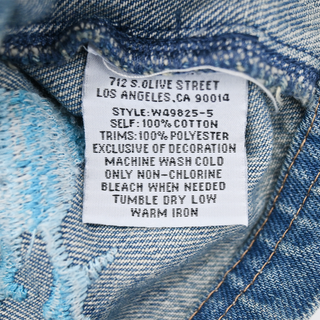 712 S.OLIVE STREET
LOS ANGELES,CA 90014
STYLE:W49825-5
SELF:100%COTTON
TRIMS:100%POLYESTER
EXCLUSIVE OF DECORATION
MACHINE WASH COLD
ONLY NON-CHLORINE
BLEACH WHEN NEEDED
TUMBLE DRY LOW
WARM IRON